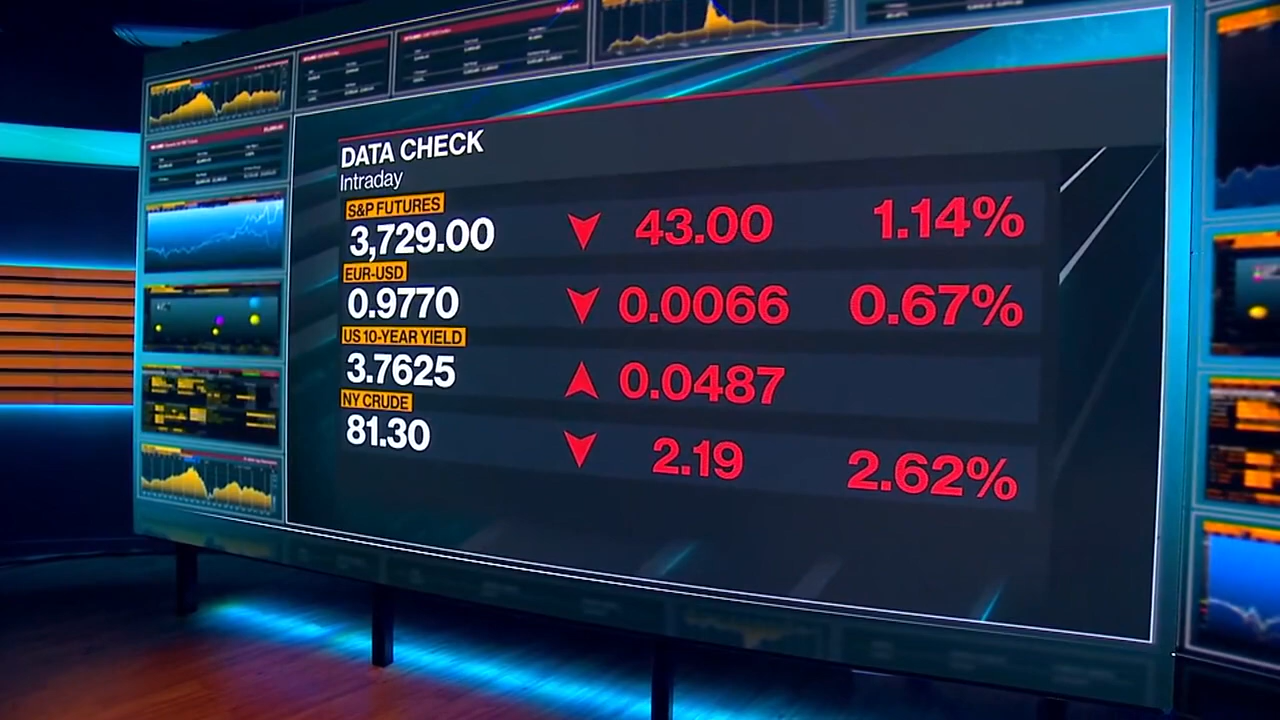 DATA CHECK
Intraday
S&P FUTURES
3,729.00 ▼ 43.00 1.14%
EUR-USD
0.9770 ▼ 0.0066 0.67%
US 10-YEAR YIELD
3.7625 ▲ 0.0487
NY CRUDE
81.30 ▼ 2.19 2.62%